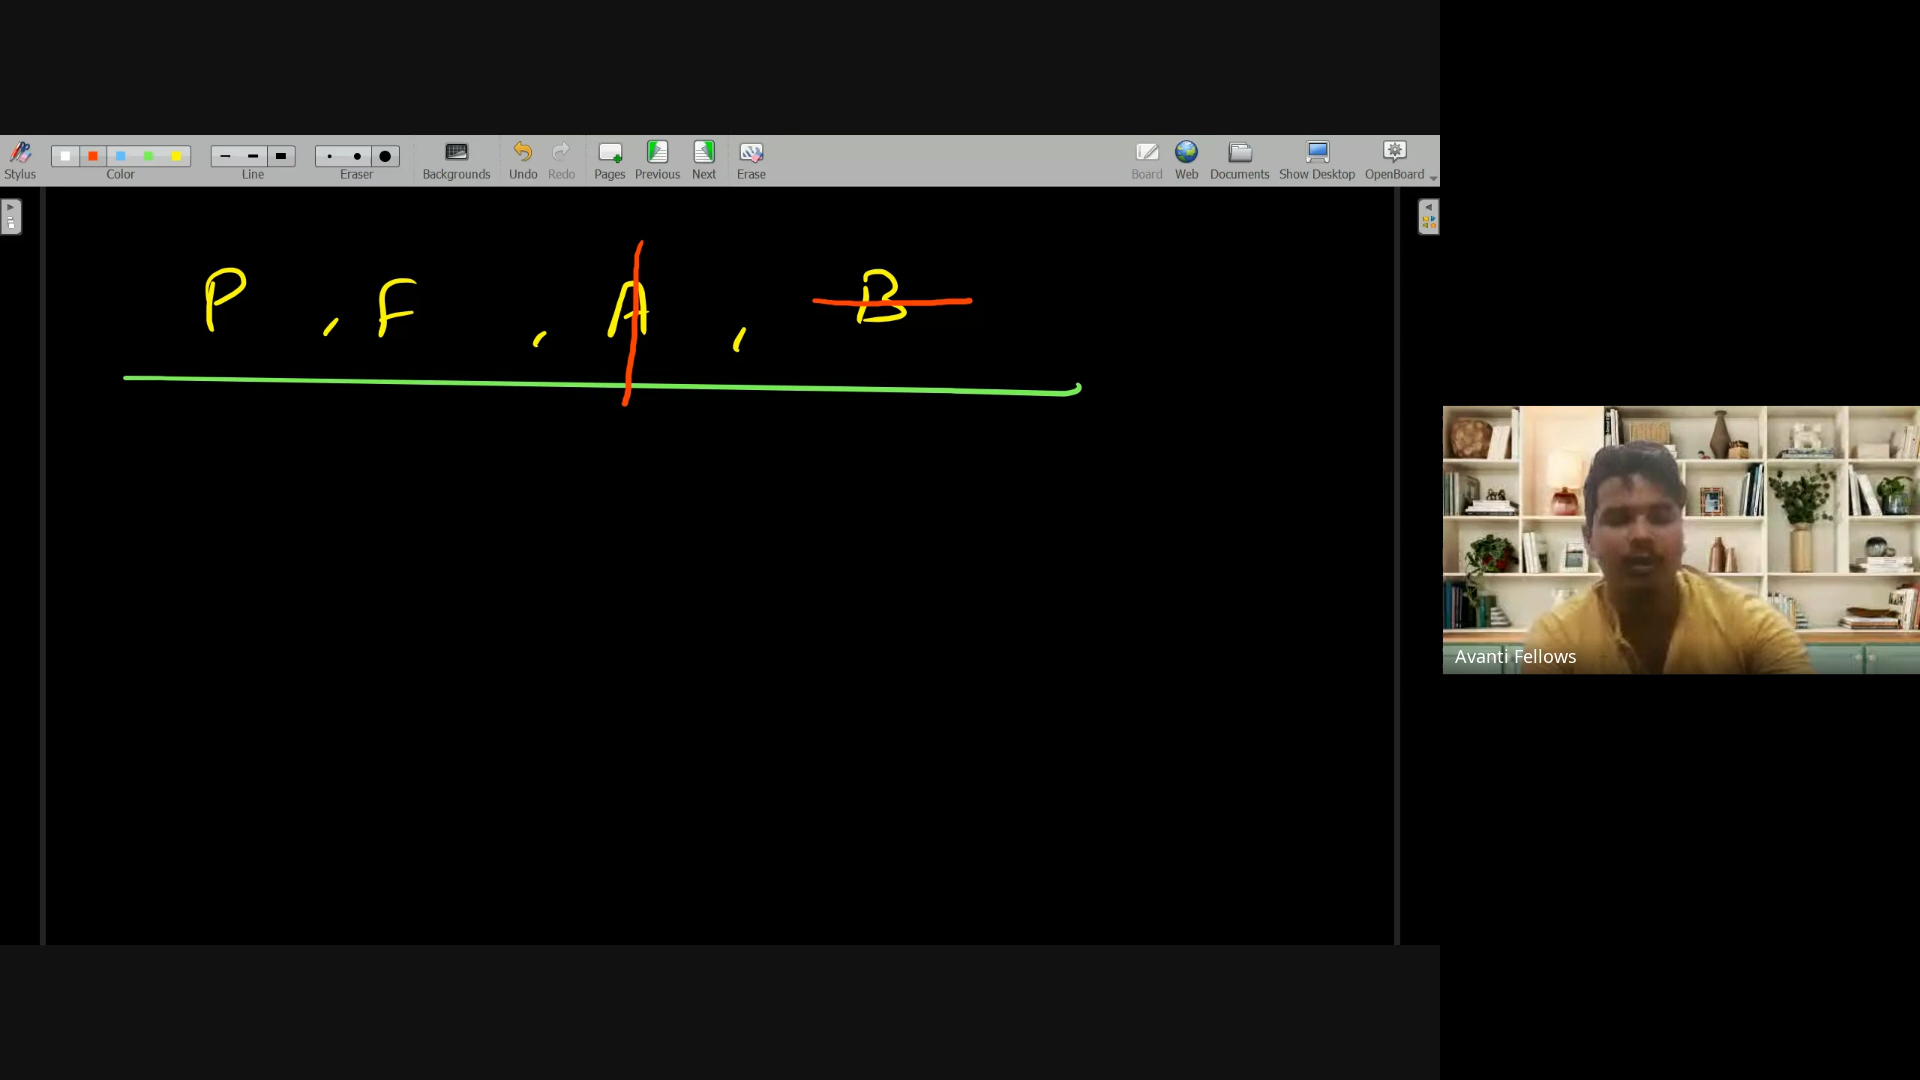 Stylus Color Line Eraser Backgrounds Undo Redo Pages Previous Next Erase Board Web Documents Show Desktop OpenBoard
P , F , A , B
Avanti Fellows